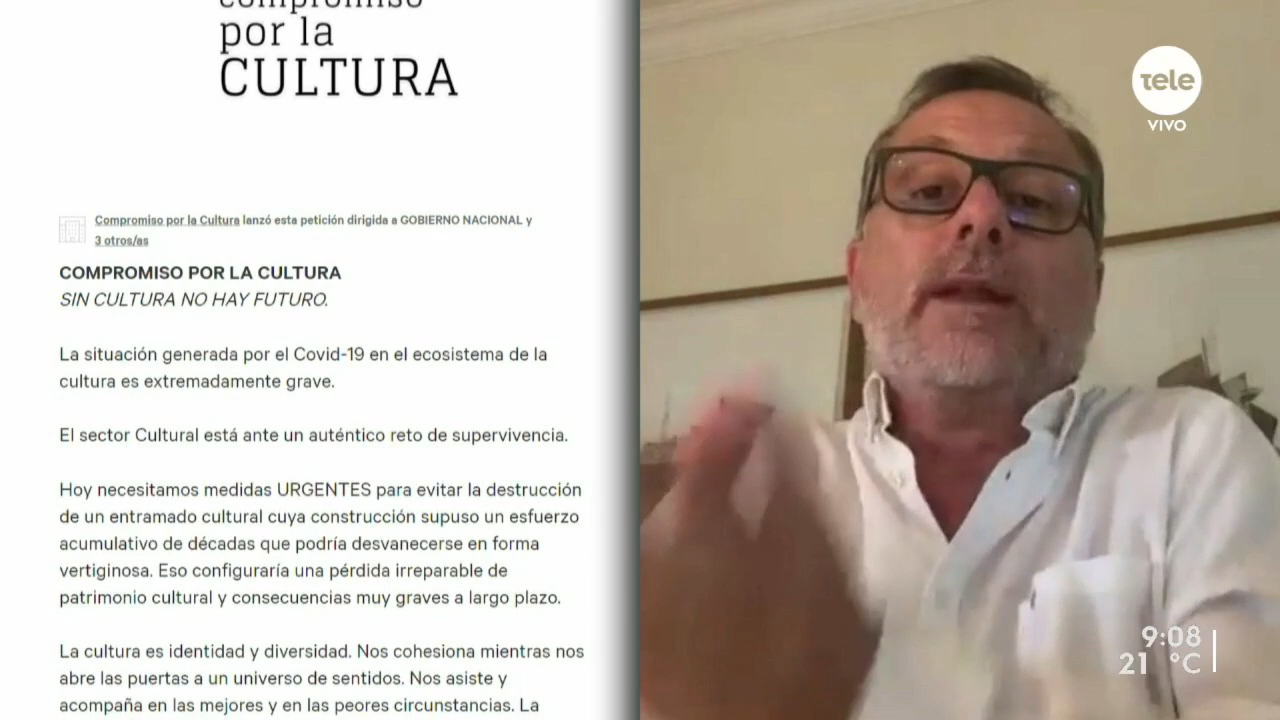 compromiso
por la
CULTURA
Compromiso por la Cultura lanzó esta petición dirigida a GOBIERNO NACIONAL y
3 otros/as
COMPROMISO POR LA CULTURA
SIN CULTURA NO HAY FUTURO.
La situación generada por el Covid-19 en el ecosistema de la
cultura es extremadamente grave.
El sector Cultural está ante un auténtico reto de supervivencia.
Hoy necesitamos medidas URGENTES para evitar la destrucción
de un entramado cultural cuya construcción supuso un esfuerzo
acumulativo de décadas que podría desvanecerse en forma
vertiginosa. Eso configuraría una pérdida irreparable de
patrimonio cultural y consecuencias muy graves a largo plazo.
La cultura es identidad y diversidad. Nos cohesiona mientras nos
abre las puertas a un universo de sentidos. Nos asiste y
acompaña en las mejores y en las peores circunstancias. La
tele
VIVO
9:08
21 °C